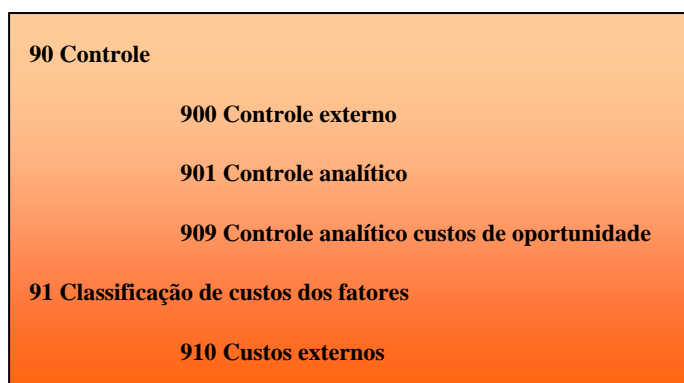 90 Controle
900 Controle externo
901 Controle analítico
909 Controle analítico custos de oportunidade
91 Classificação de custos dos fatores
910 Custos externos